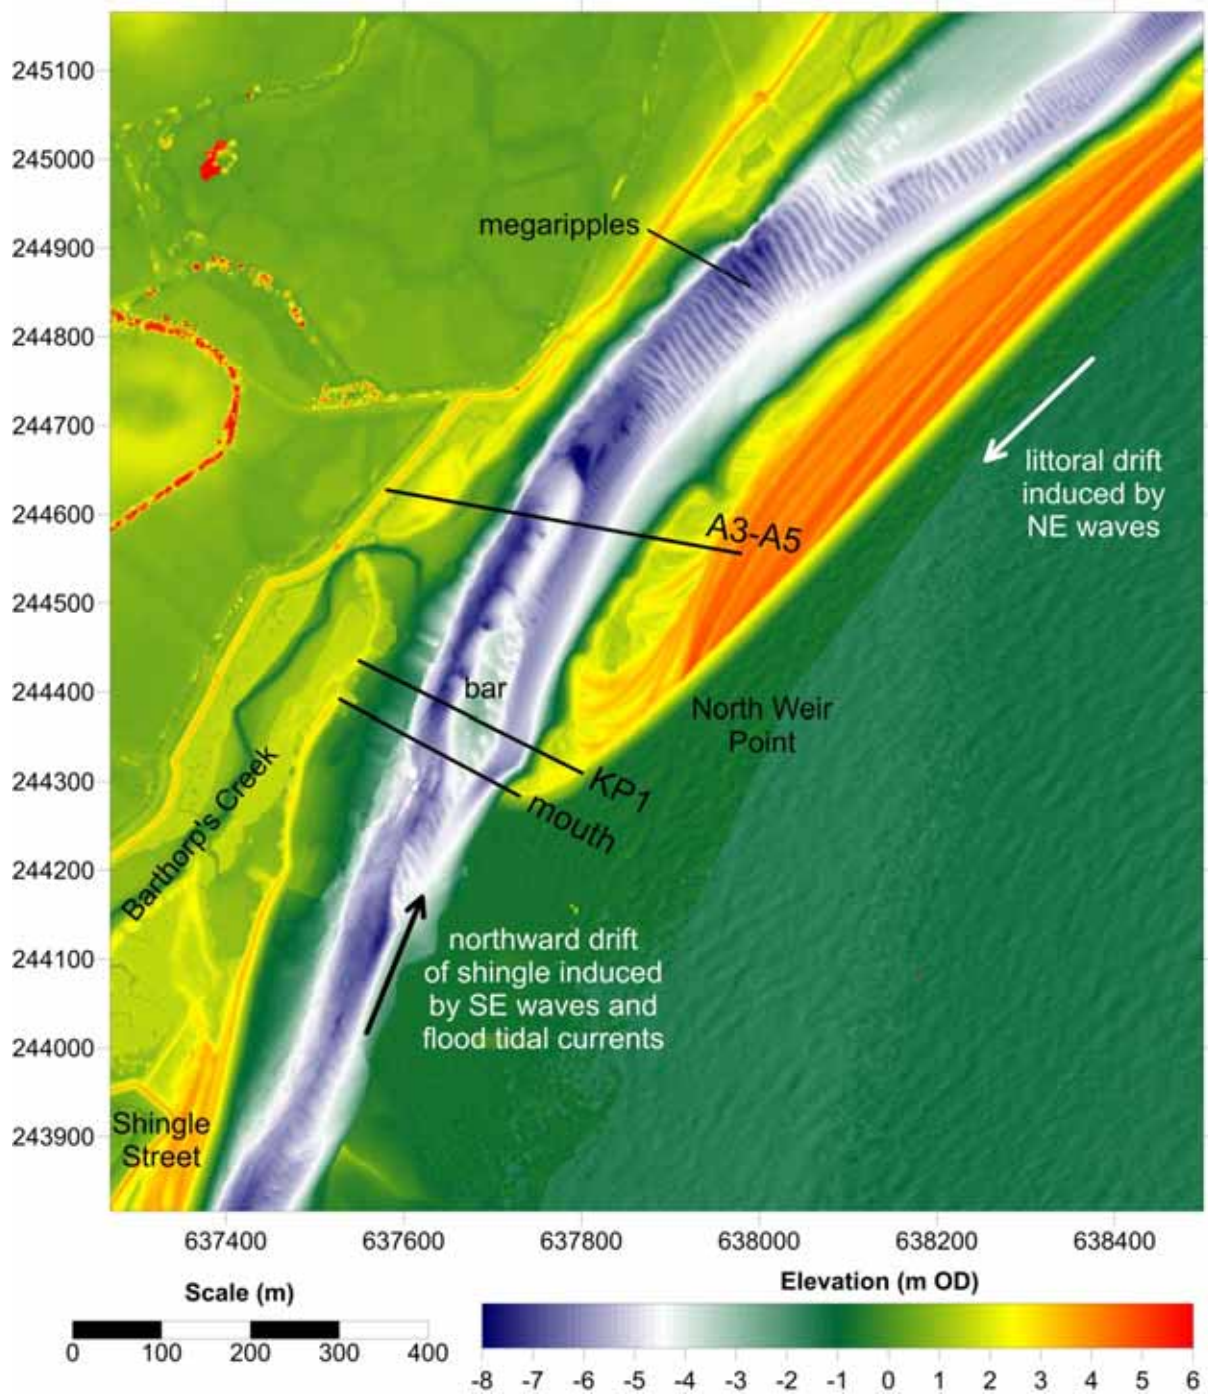 245100
245000
244900
244800
244700
244600
244500
244400
244300
244200
244100
244000
243900
megaripples
littoral drift
induced by
NE waves
A3-A5
bar
North Weir
Point
KP1
mouth
Barthorp's Creek
northward drift
of shingle induced
by SE waves and
flood tidal currents
Shingle
Street
637400 637600 637800 638000 638200 638400
Scale (m)
0 100 200 300 400
Elevation (m OD)
-8 -7 -6 -5 -4 -3 -2 -1 0 1 2 3 4 5 6